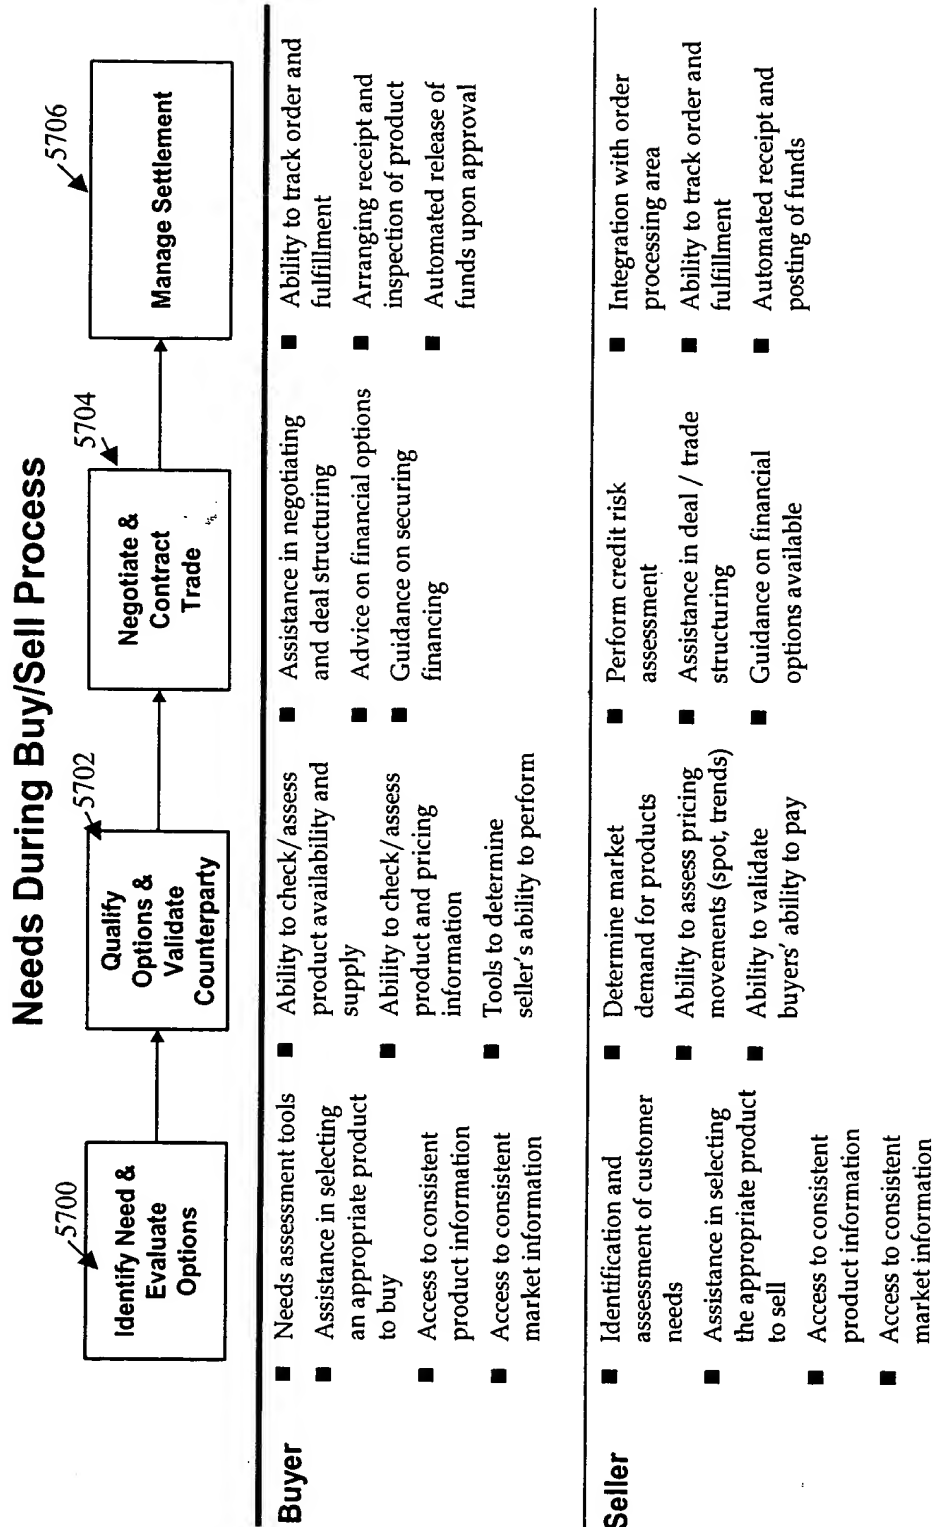 Needs During Buy/Sell Process
5700
Identify Need &
Evaluate
Options
5702
Qualify
Options &
Validate
Counterparty
5704
Negotiate &
Contract
Trade
5706
Manage Settlement
Buyer
■ Needs assessment tools
■ Assistance in selecting
an appropriate product
to buy
■ Access to consistent
product information
■ Access to consistent
market information
■ Ability to check/assess
product availability and
supply
■ Ability to check/assess
product and pricing
information
■ Tools to determine
seller's ability to perform
■ Assistance in negotiating
and deal structuring
■ Advice on financial options
■ Guidance on securing
financing
■ Ability to track order and
fulfillment
■ Arranging receipt and
inspection of product
■ Automated release of
funds upon approval
Seller
■ Identification and
assessment of customer
needs
■ Assistance in selecting
the appropriate product
to sell
■ Access to consistent
product information
■ Access to consistent
market information
■ Determine market
demand for products
■ Ability to assess pricing
movements (spot, trends)
■ Ability to validate
buyers' ability to pay
■ Perform credit risk
assessment
■ Assistance in deal / trade
structuring
■ Guidance on financial
options available
■ Integration with order
processing area
■ Ability to track order and
fulfillment
■ Automated receipt and
posting of funds